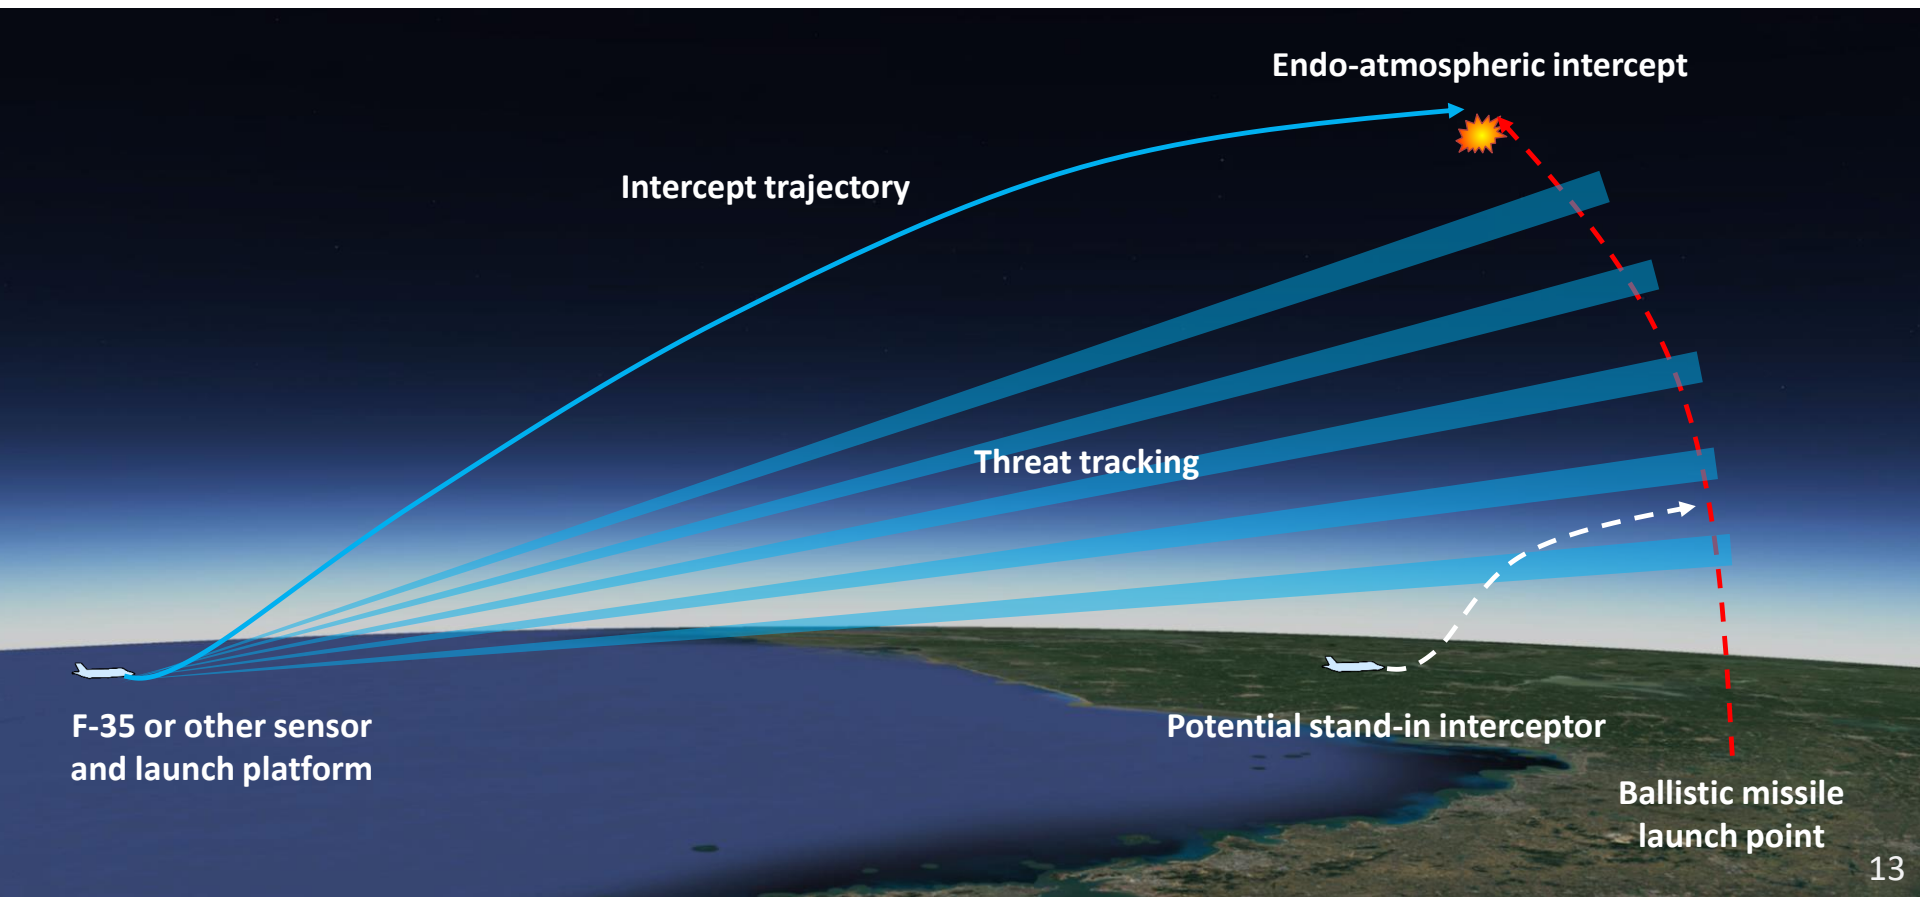 Endo-atmospheric intercept
Intercept trajectory
Threat tracking
F-35 or other sensor
and launch platform
Potential stand-in interceptor
Ballistic missile
launch point
13